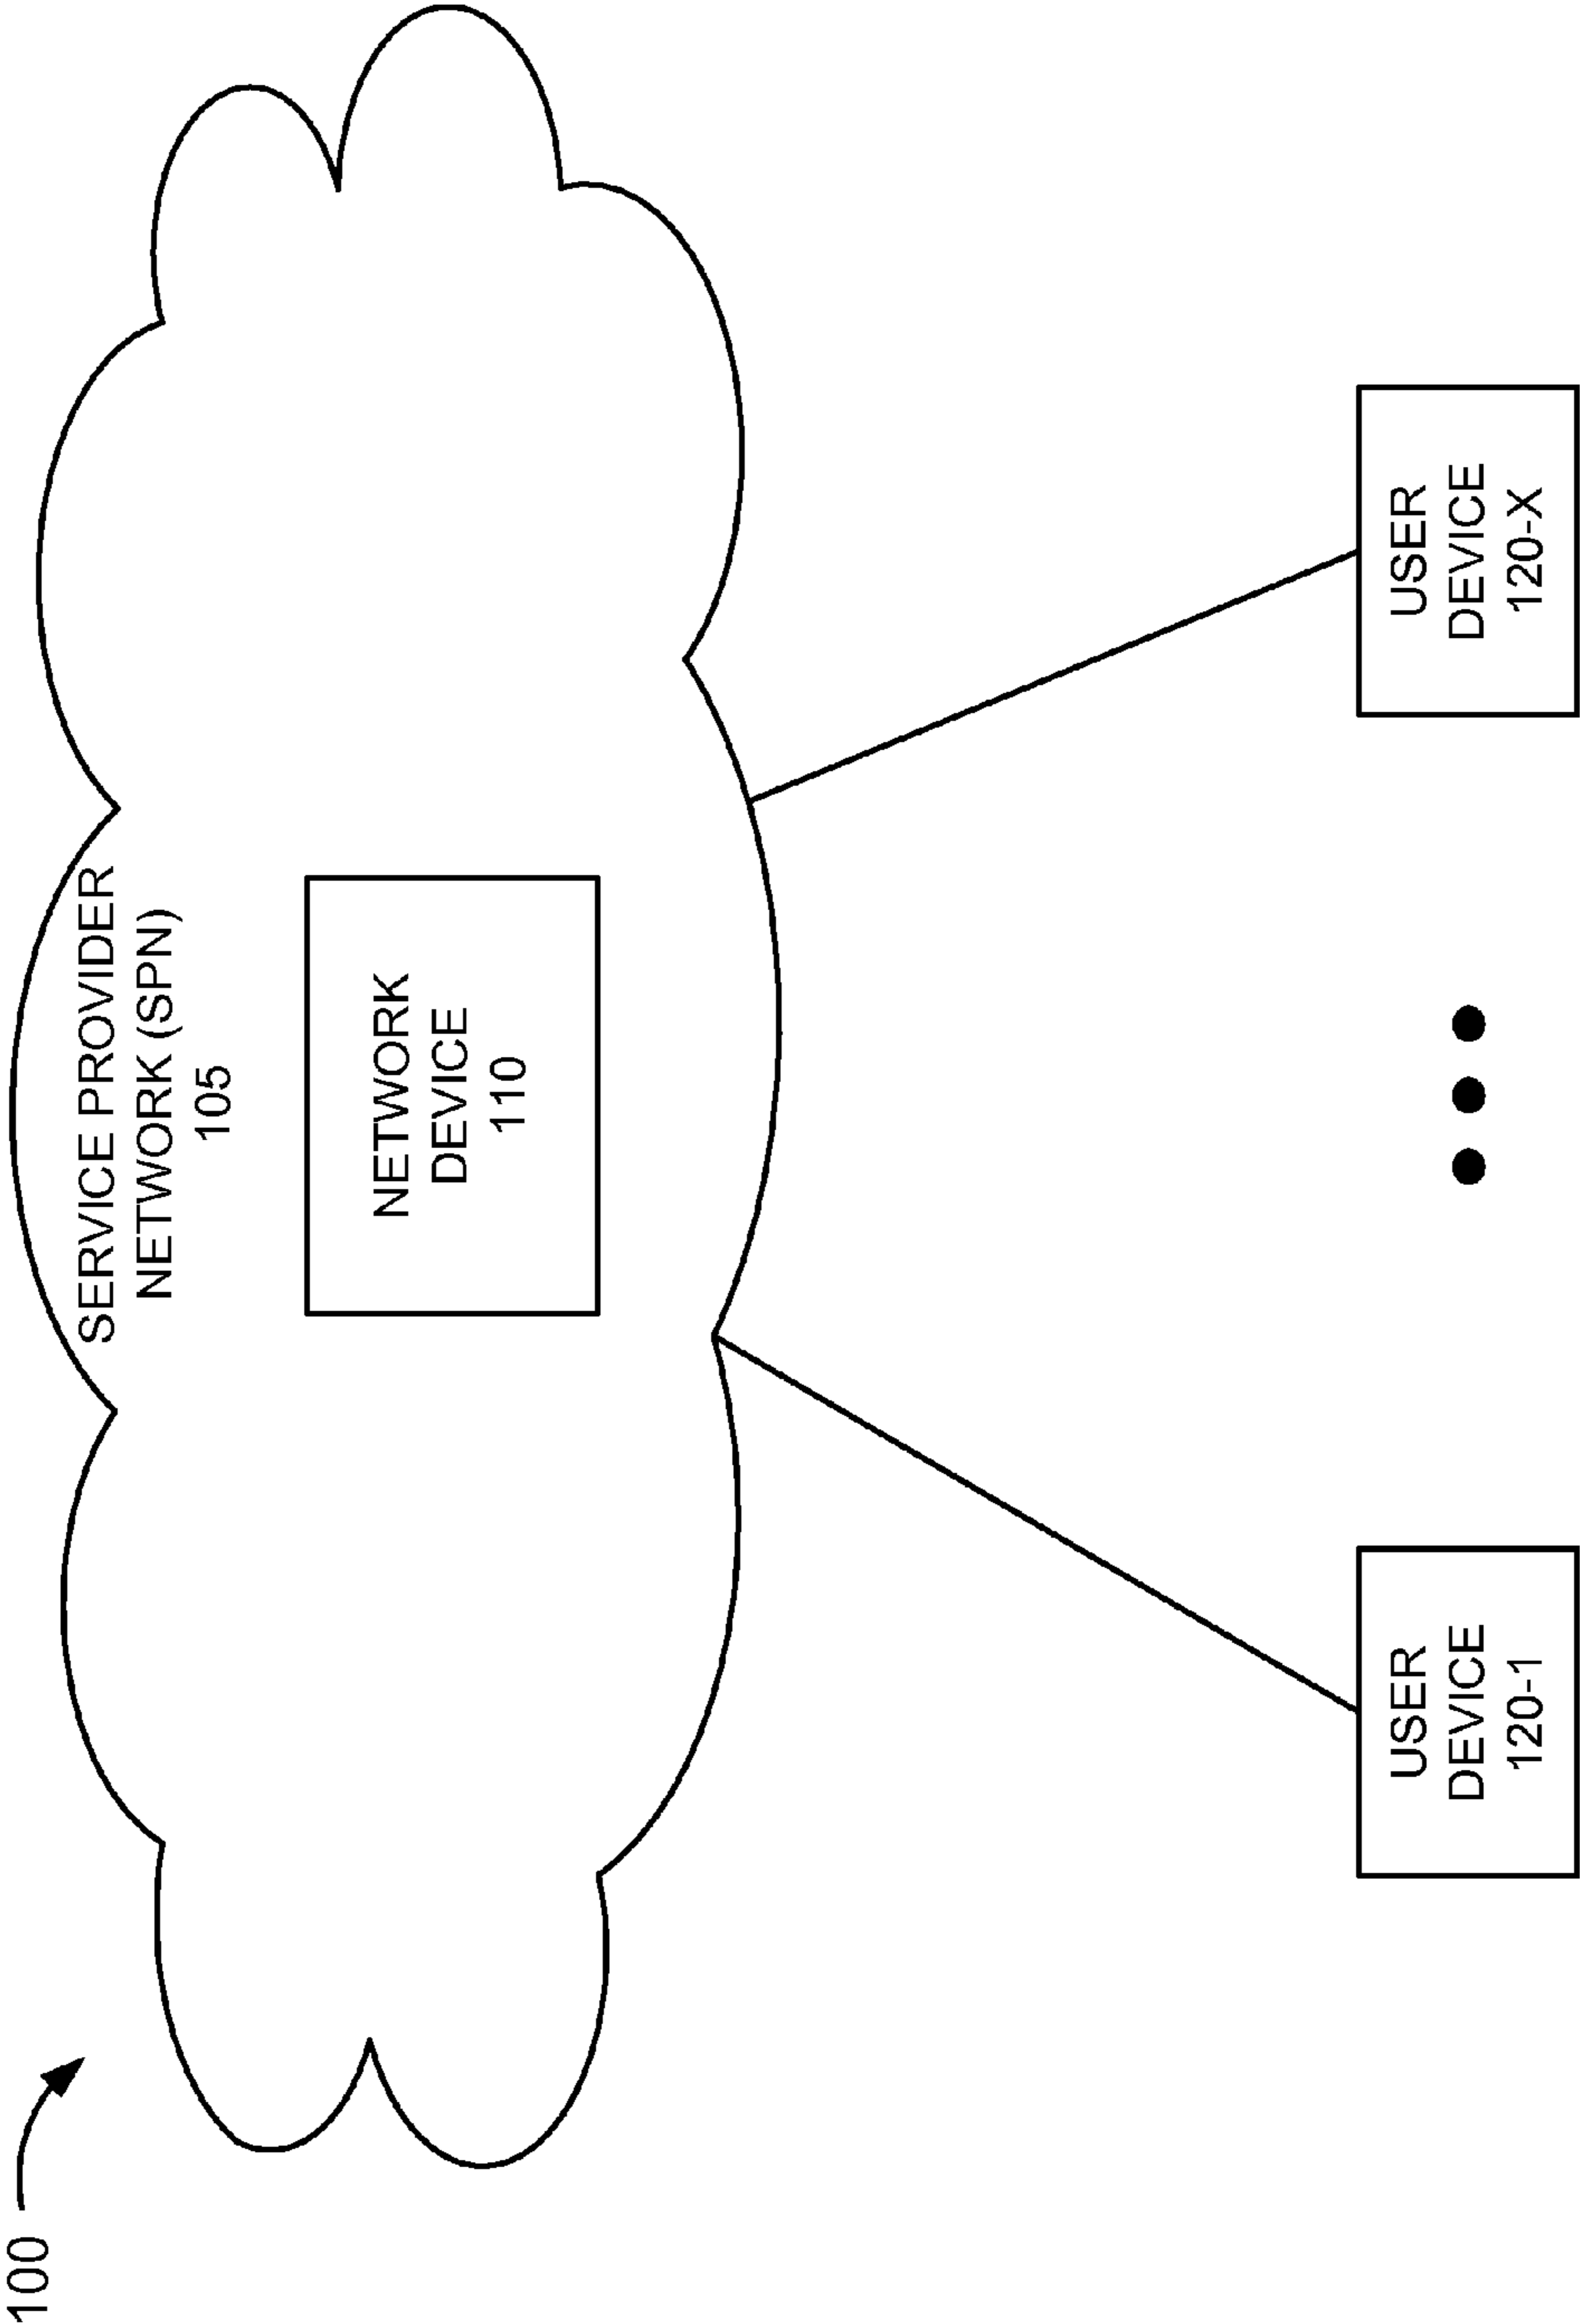 100
SERVICE PROVIDER
NETWORK (SPN)
105
NETWORK
DEVICE
110
USER
DEVICE
120-1
USER
DEVICE
120-X